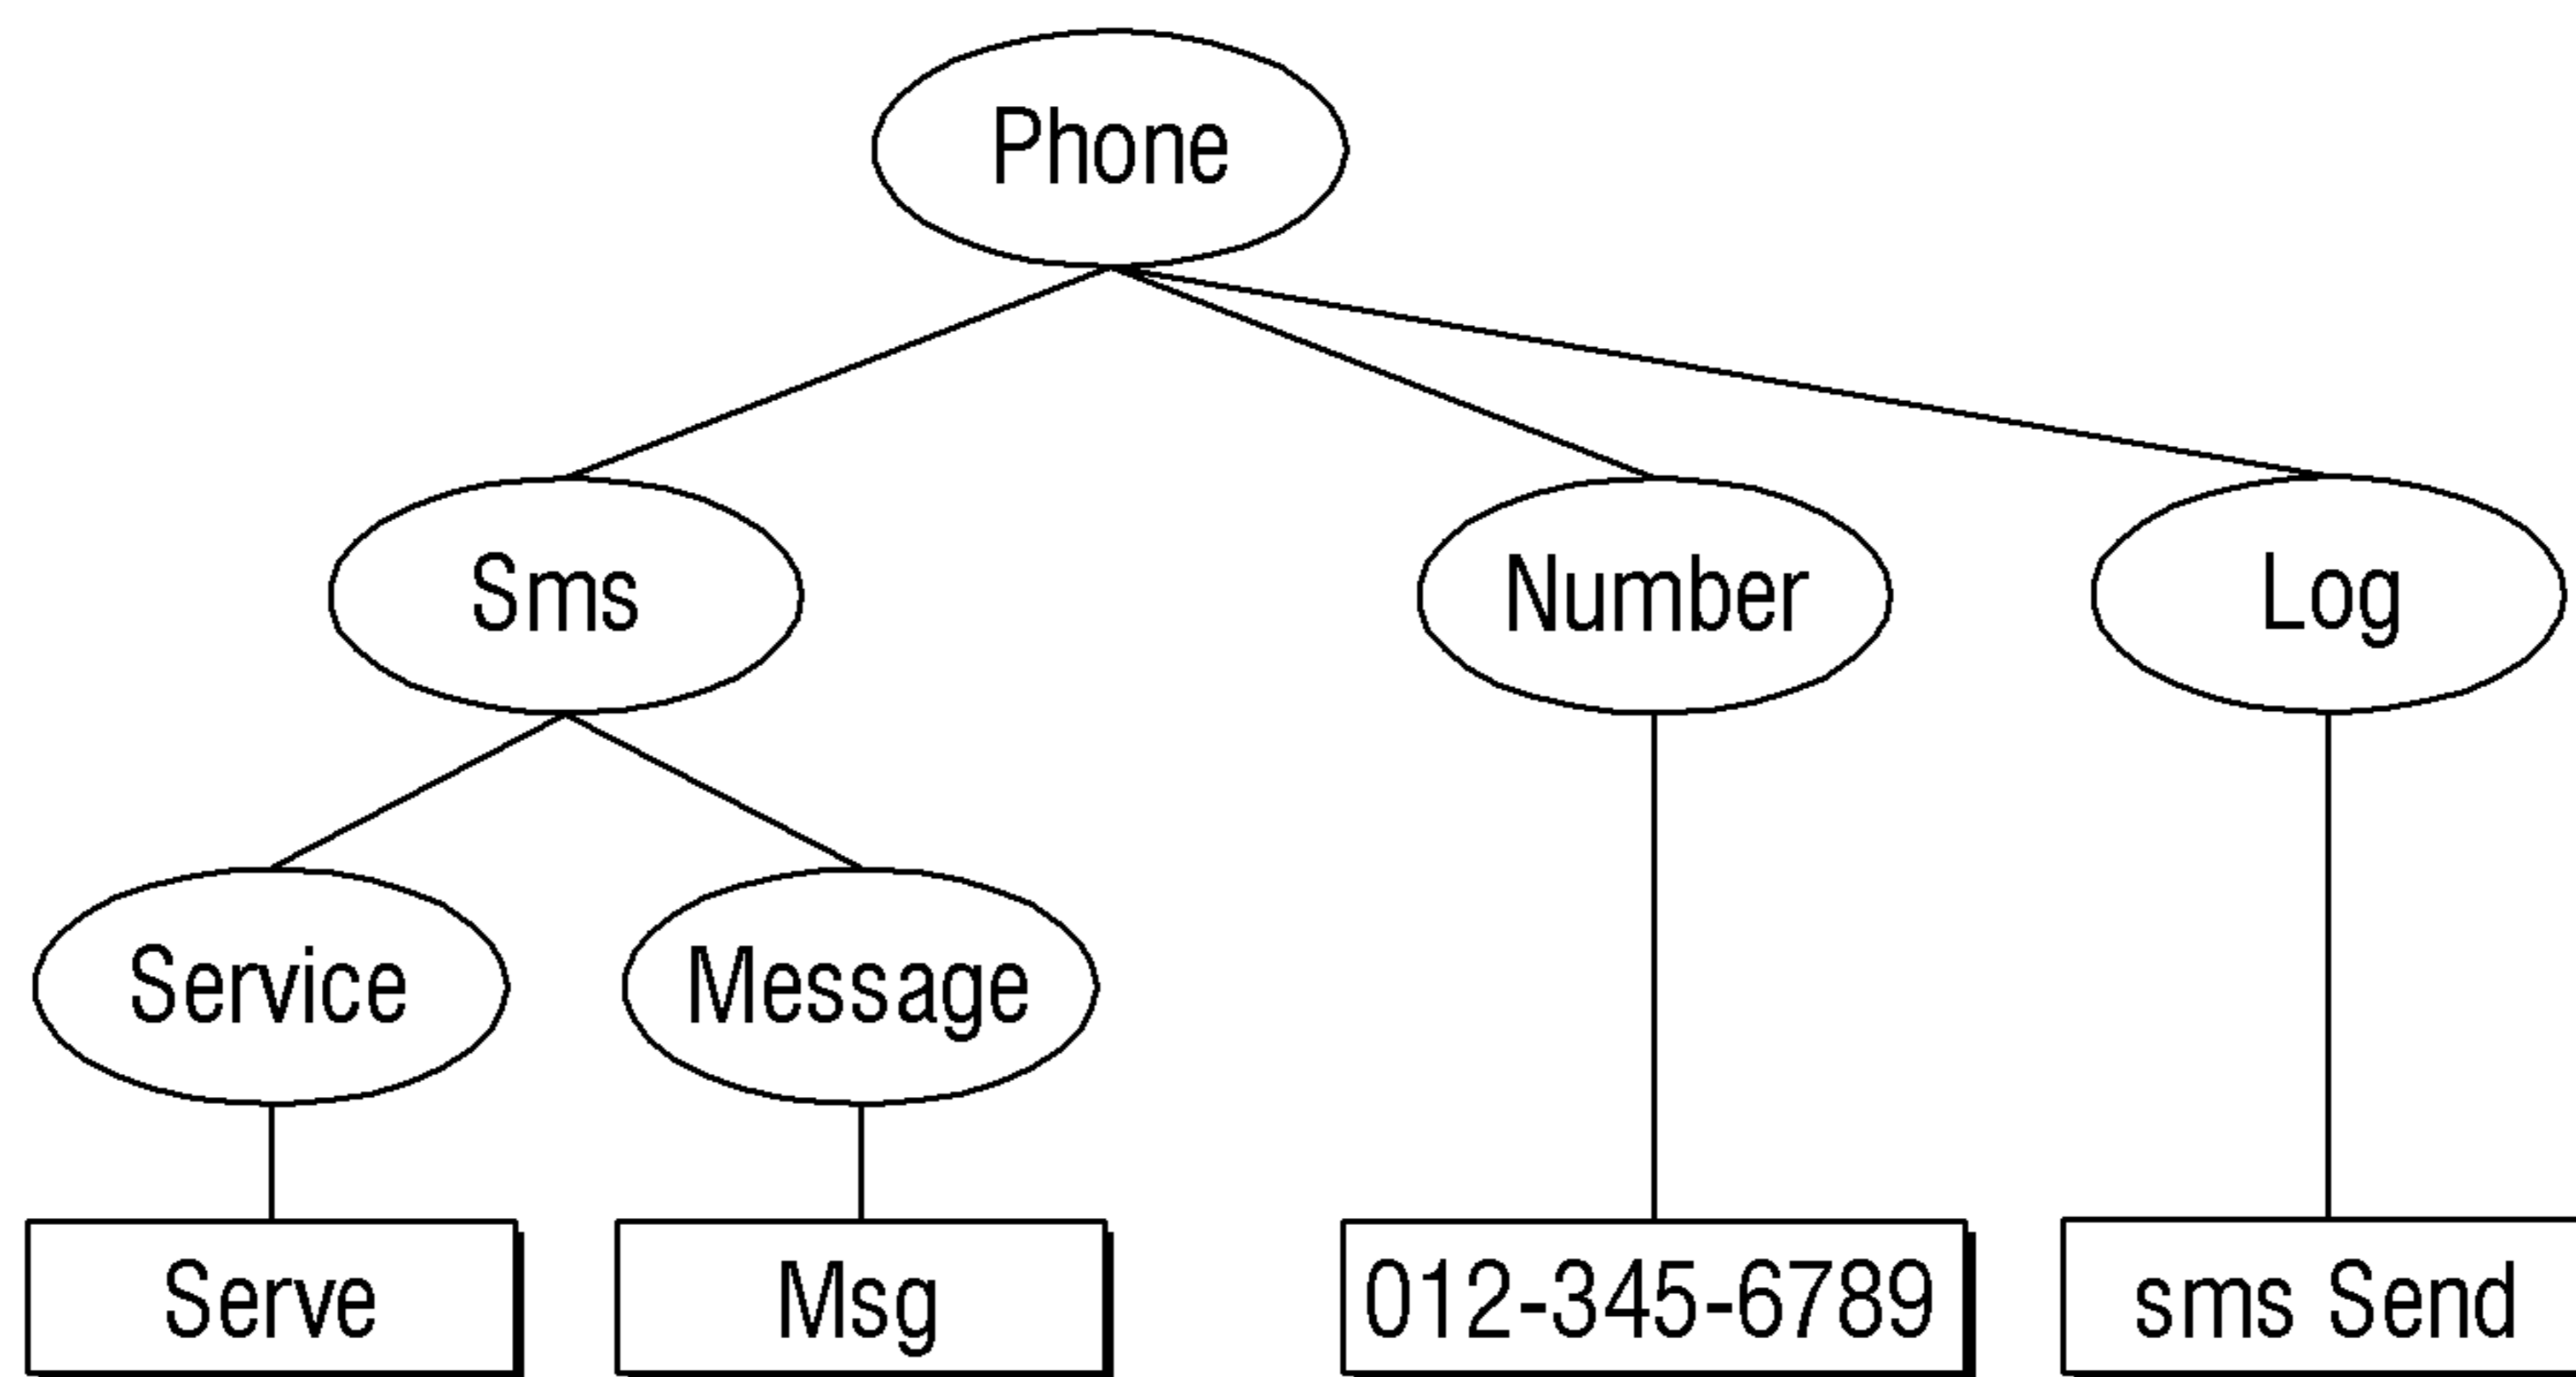 Phone
Sms
Number
Log
Service
Message
Serve
Msg
012-345-6789
sms Send